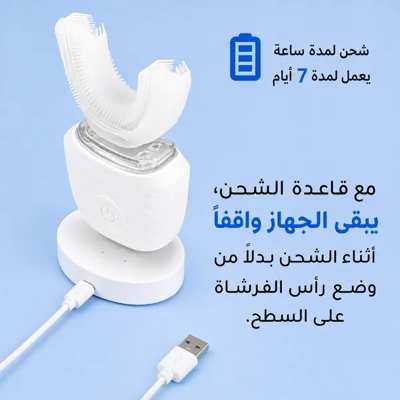 شحن لمدة ساعة
يعمل لمدة 7 أيام
مع قاعدة الشحن،
يبقى الجهاز واقفاً
أثناء الشحن بدلاً من
وضع رأس الفرشاة
على السطح.